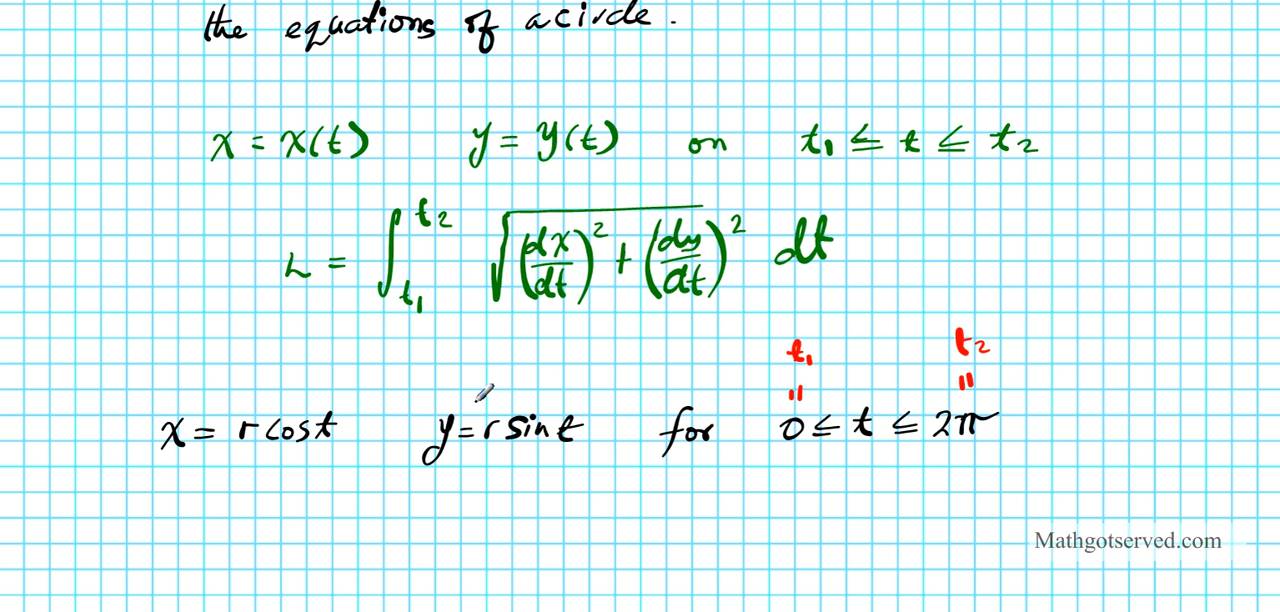 the equations of a circle.
x = x(t) y = y(t) on t₁ ≤ t ≤ t₂
L = ∫_{t₁}^{t₂} √((dx/dt)² + (dy/dt)²) dt
t₁ t₂
= =
x = r cos t y = r sin t for 0 ≤ t ≤ 2π
Mathgotserved.com